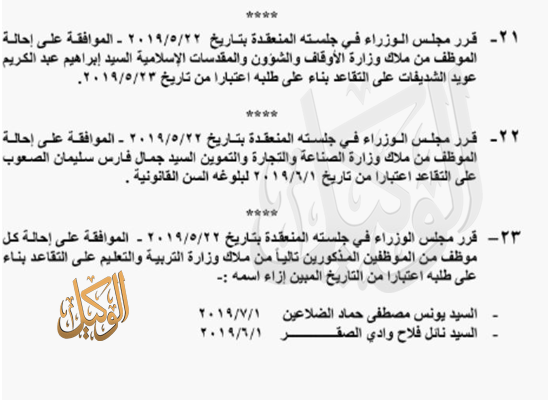 ****
٢١- قرر مجلس الوزراء في جلسته المنعقدة بتاريخ ٢٠١٩/٥/٢٢ - الموافقة على إحالة
الموظف من ملاك وزارة الأوقاف والشؤون والمقدسات الإسلامية السيد إبراهيم عبد الكريم
عويد الشديفات على التقاعد بناء على طلبه اعتبارا من تاريخ ٢٠١٩/٥/٢٣.
****
٢٢- قرر مجلس الوزراء في جلسته المنعقدة بتاريخ ٢٠١٩/٥/٢٢ - الموافقة على إحالة
الموظف من ملاك وزارة الصناعة والتجارة والتموين السيد جمال فارس سليمان الصعوب
على التقاعد اعتبارا من تاريخ ٢٠١٩/٦/١ لبلوغه السن القانونية .
****
٢٣- قرر مجلس الوزراء في جلسته المنعقدة بتاريخ ٢٠١٩/٥/٢٢ - الموافقة على إحالة كل
موظف من الموظفين المذكورين تالياً من ملاك وزارة التربية والتعليم على التقاعد بناء
على طلبه اعتبارا من التاريخ المبين إزاء اسمه :-
- السيد يونس مصطفى حماد الضلاعين ٢٠١٩/٧/١
- السيد نائل فلاح وادي الصقـــــــــر ٢٠١٩/٦/١
الوكيل
الوكيل